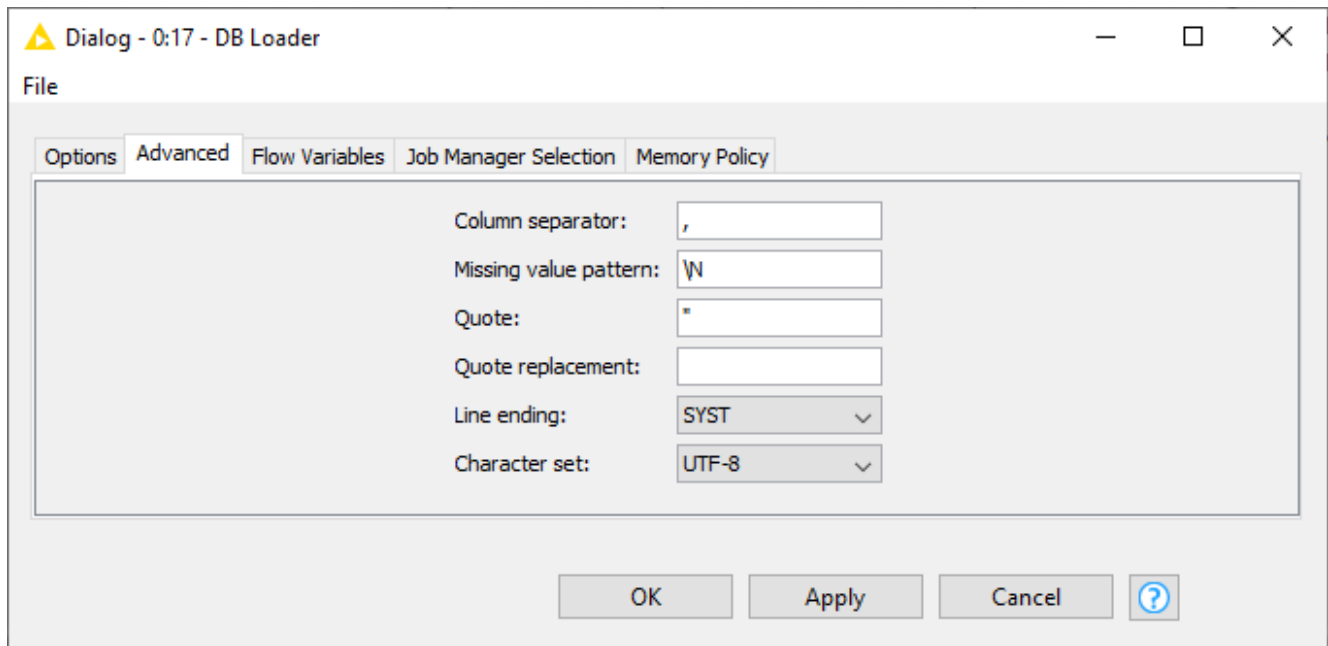 Dialog - 0:17 - DB Loader
File
Options Advanced Flow Variables Job Manager Selection Memory Policy
Column separator: ,
Missing value pattern: \N
Quote: "
Quote replacement:
Line ending: SYST
Character set: UTF-8
OK Apply Cancel ?